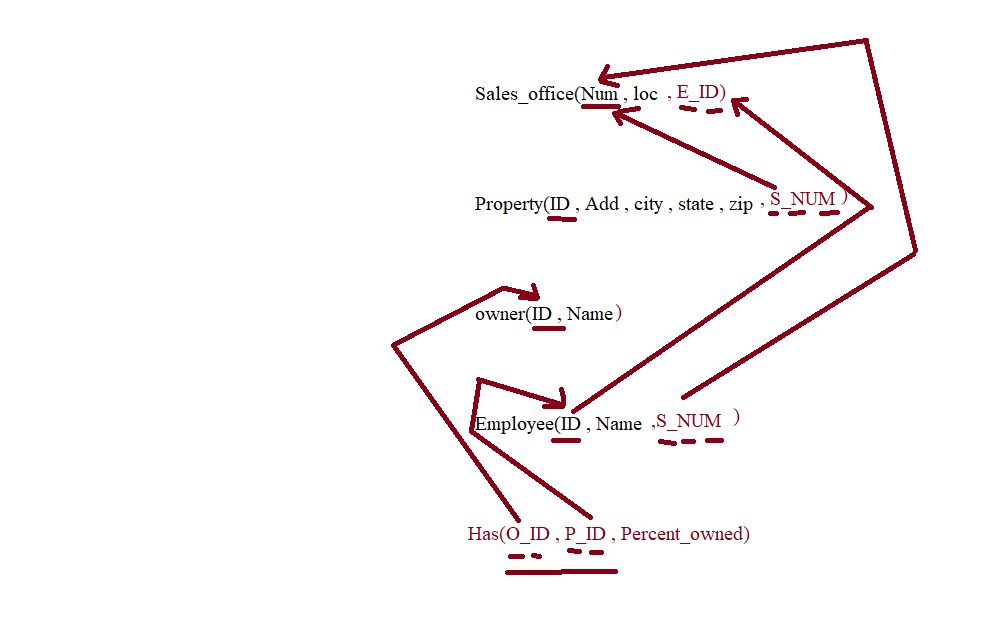 Sales_office(Num , loc , E_ID)
Property(ID , Add , city , state , zip , S_NUM )
owner(ID , Name )
Employee(ID , Name ,S_NUM )
Has(O_ID , P_ID , Percent_owned)